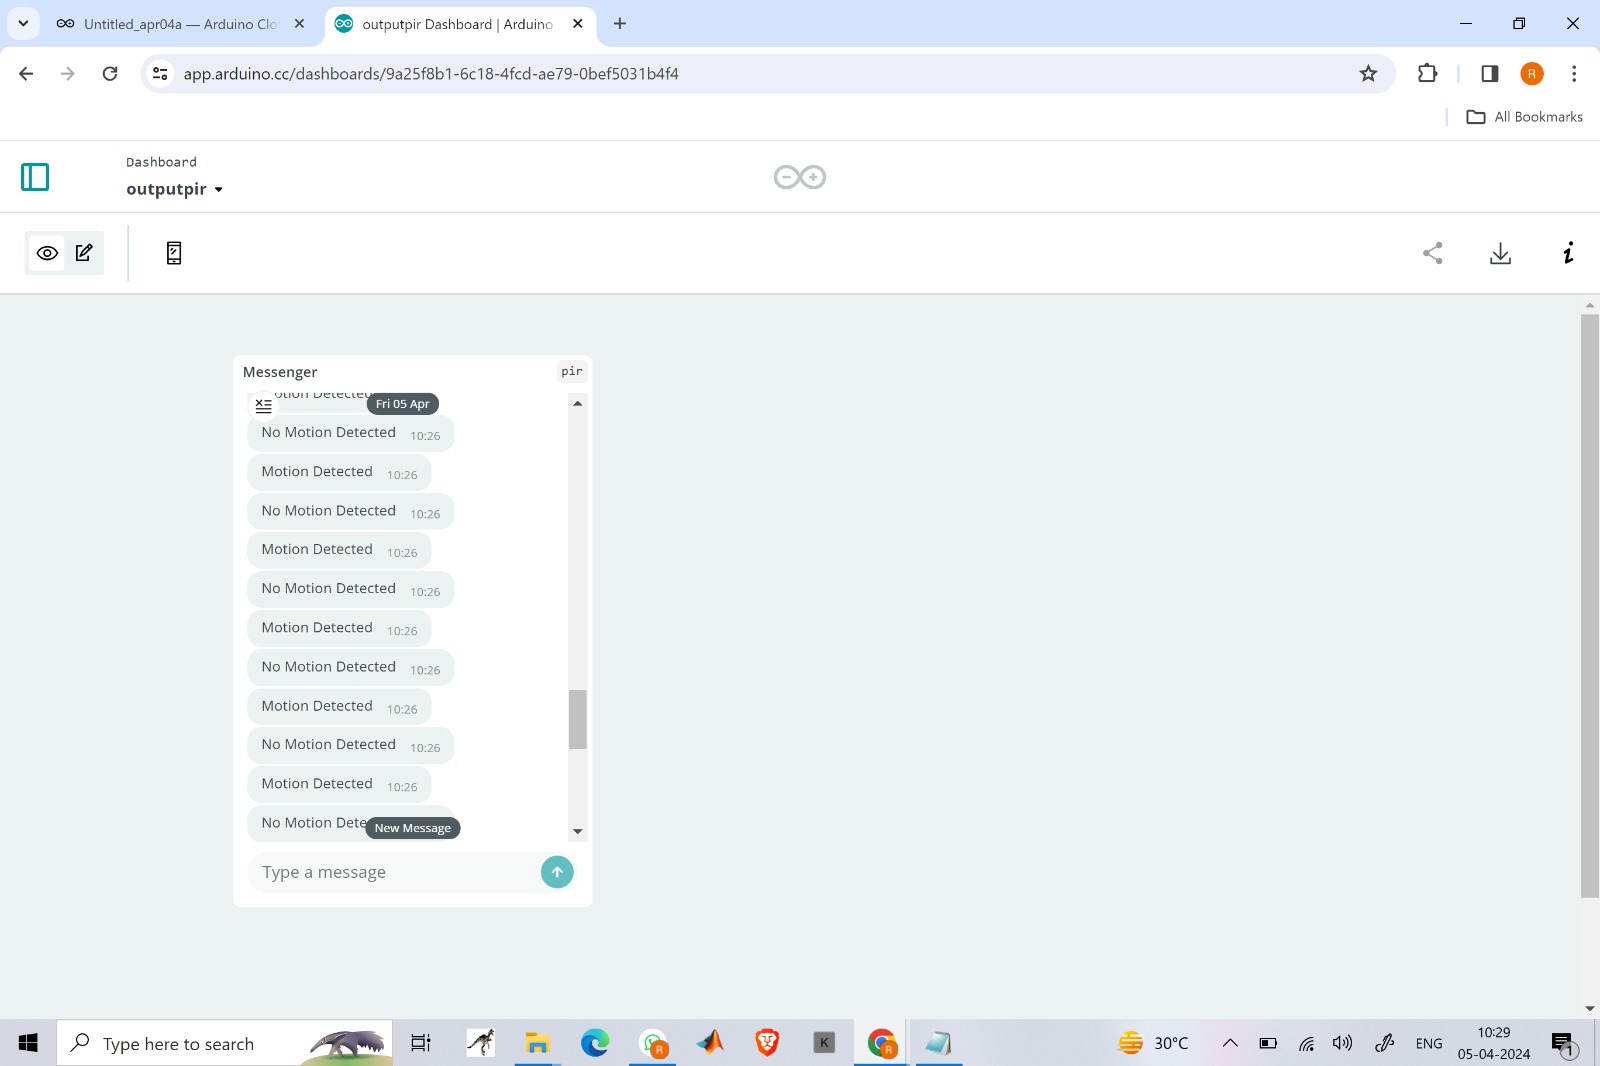 Untitled_apr04a — Arduino Clo
outputpir Dashboard | Arduino
app.arduino.cc/dashboards/9a25f8b1-6c18-4fcd-ae79-0bef5031b4f4
R
All Bookmarks
Dashboard
outputpir
Messenger
pir
otion Detected
Fri 05 Apr
No Motion Detected 10:26
Motion Detected 10:26
No Motion Detected 10:26
Motion Detected 10:26
No Motion Detected 10:26
Motion Detected 10:26
No Motion Detected 10:26
Motion Detected 10:26
No Motion Detected 10:26
Motion Detected 10:26
No Motion Dete
New Message
Type a message
Type here to search
R
K
R
30°C
ENG
10:29
05-04-2024
1